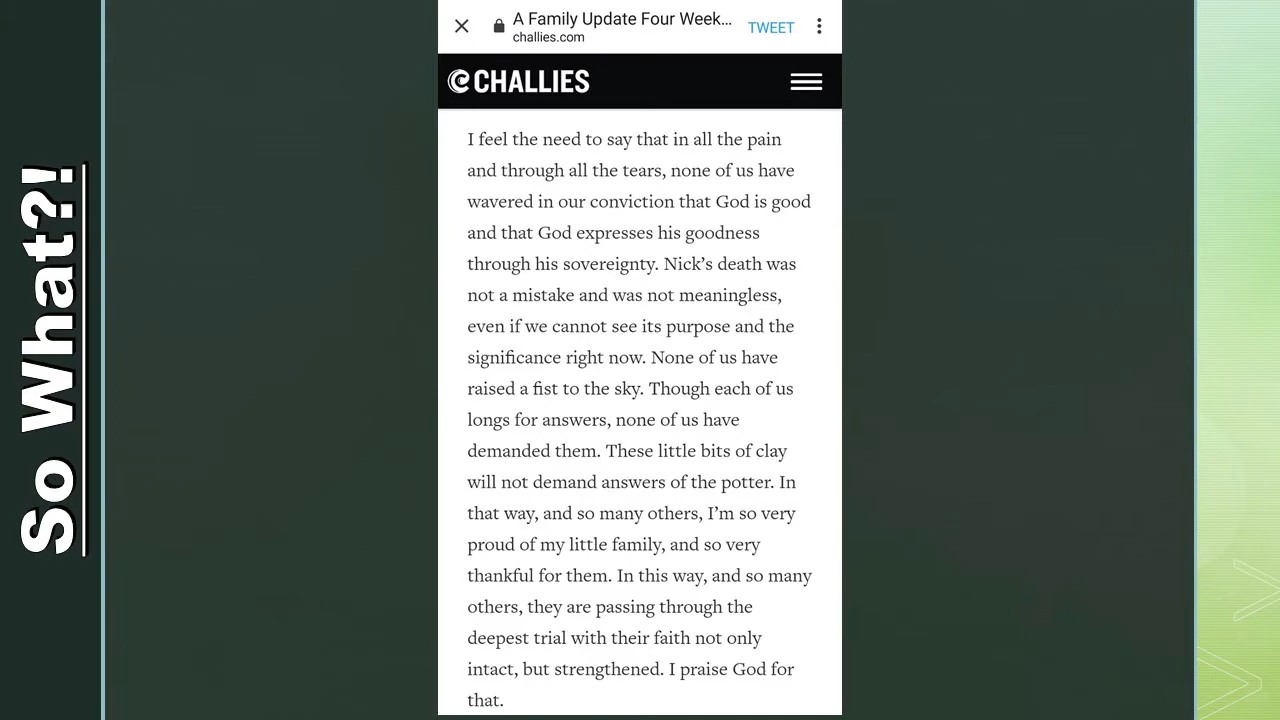 So What?!
A Family Update Four Week...
challies.com
TWEET
CHALLIES
I feel the need to say that in all the pain
and through all the tears, none of us have
wavered in our conviction that God is good
and that God expresses his goodness
through his sovereignty. Nick’s death was
not a mistake and was not meaningless,
even if we cannot see its purpose and the
significance right now. None of us have
raised a fist to the sky. Though each of us
longs for answers, none of us have
demanded them. These little bits of clay
will not demand answers of the potter. In
that way, and so many others, I’m so very
proud of my little family, and so very
thankful for them. In this way, and so many
others, they are passing through the
deepest trial with their faith not only
intact, but strengthened. I praise God for
that.